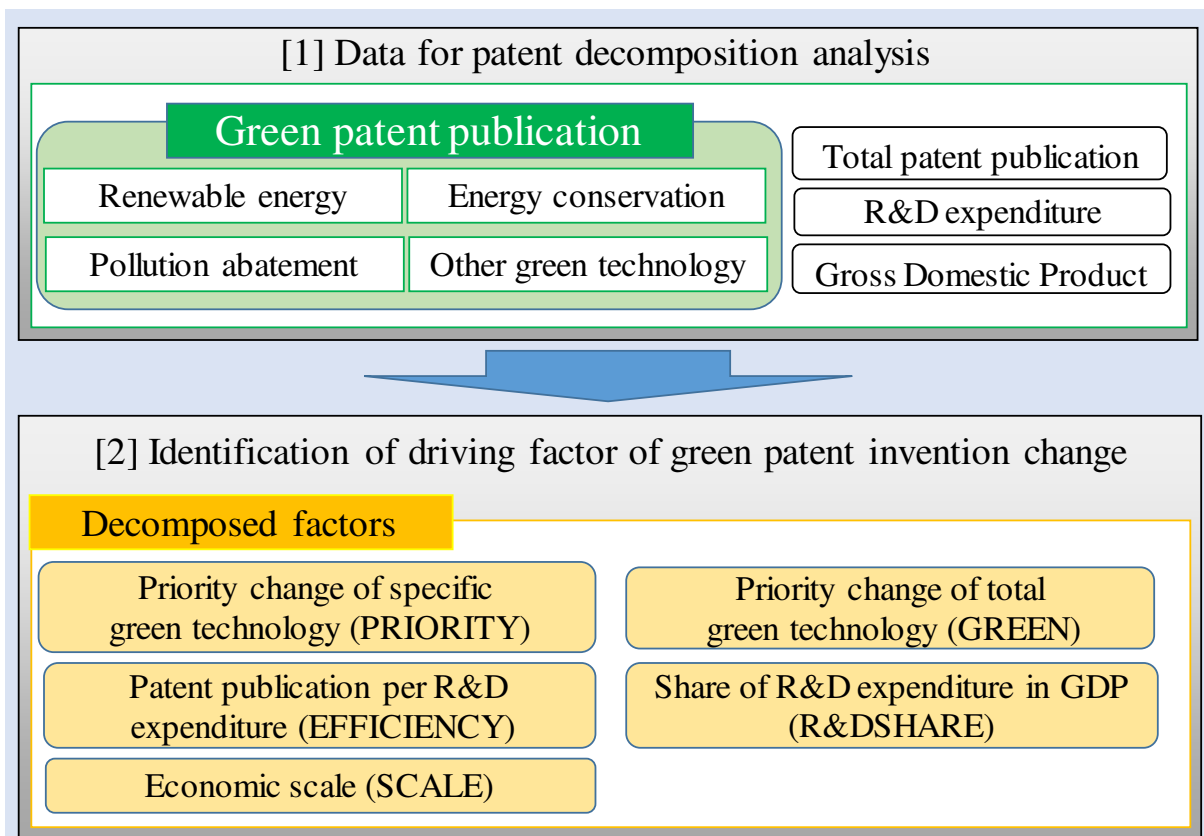 [1] Data for patent decomposition analysis
Green patent publication
Renewable energy
Energy conservation
Pollution abatement
Other green technology
Total patent publication
R&D expenditure
Gross Domestic Product
[2] Identification of driving factor of green patent invention change
Decomposed factors
Priority change of specific
green technology (PRIORITY)
Priority change of total
green technology (GREEN)
Patent publication per R&D
expenditure (EFFICIENCY)
Share of R&D expenditure in GDP
(R&DSHARE)
Economic scale (SCALE)